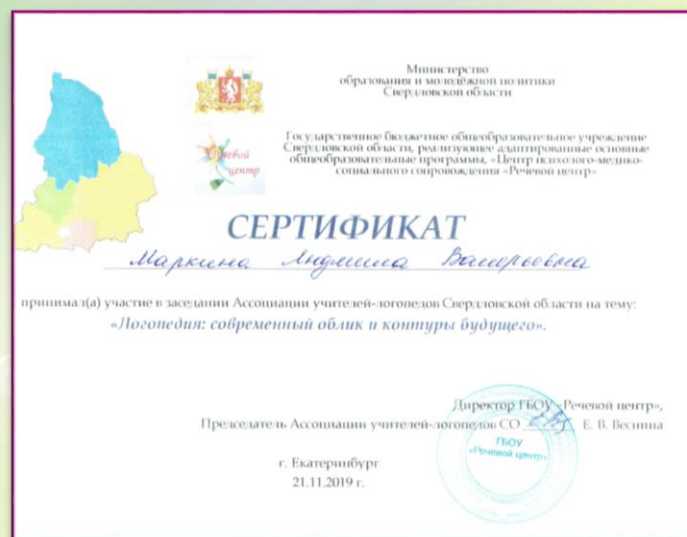 Министерство
образования и молодёжной политики
Свердловской области
Государственное бюджетное общеобразовательное учреждение
Свердловской области, реализующее адаптированные основные
общеобразовательные программы, «Центр психолого-медико-
социального сопровождения «Речевой центр»
Речевой
центр
СЕРТИФИКАТ
Маркина Людмила Валерьевна
принимал(а) участие в заседании Ассоциации учителей-логопедов Свердловской области на тему:
«Логопедия: современный облик и контуры будущего».
Директор ГБОУ «Речевой центр»,
Председатель Ассоциации учителей-логопедов СО Е. В. Веснина
ГБОУ
«Речевой центр»
г. Екатеринбург
21.11.2019 г.